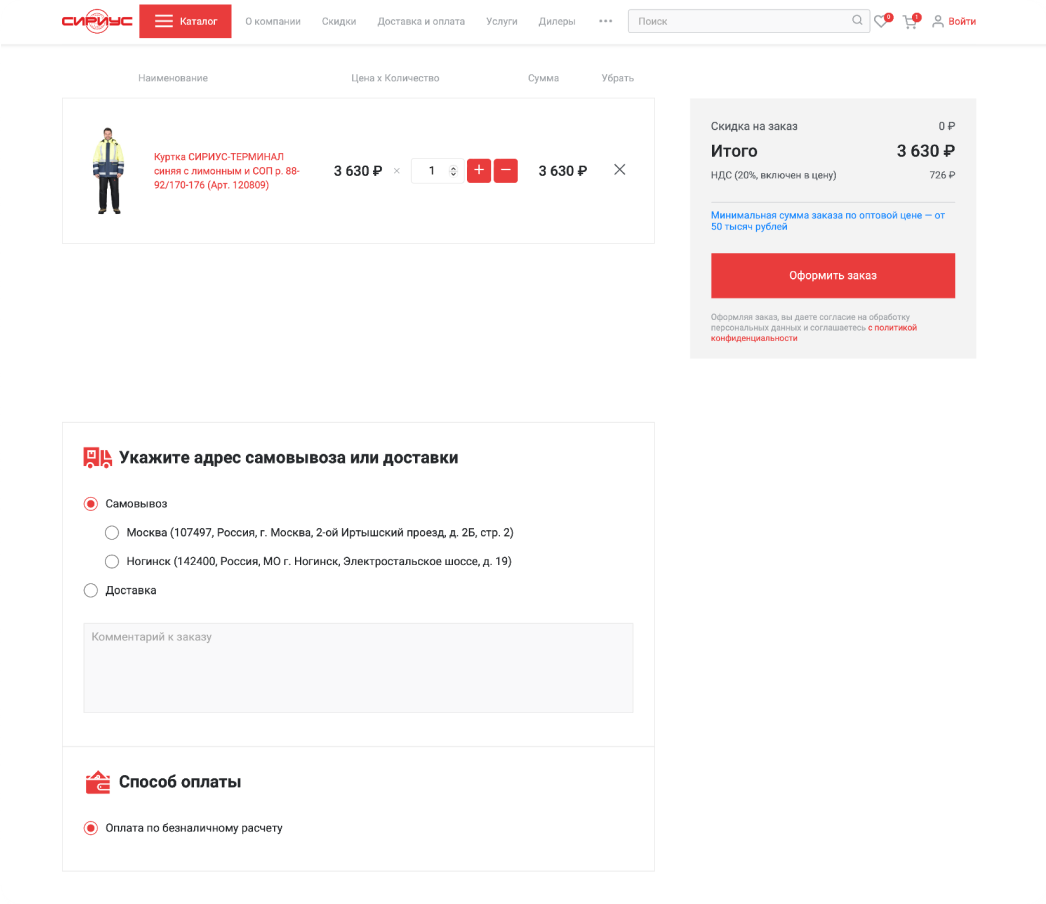 СИРИУС
Каталог
О компании
Скидки
Доставка и оплата
Услуги
Дилеры
Поиск
0
1
Войти
Наименование
Цена х Количество
Сумма
Убрать
Куртка СИРИУС-ТЕРМИНАЛ
синяя с лимонным и СОП р. 88-
92/170-176 (Арт. 120809)
3 630 ₽
×
1
+
−
3 630 ₽
Скидка на заказ
0 ₽
Итого
3 630 ₽
НДС (20%, включен в цену)
726 ₽
Минимальная сумма заказа по оптовой цене — от
50 тысяч рублей
Оформить заказ
Оформляя заказ, вы даете согласие на обработку
персональных данных и соглашаетесь с политикой
конфиденциальности
Укажите адрес самовывоза или доставки
Самовывоз
Москва (107497, Россия, г. Москва, 2-ой Иртышский проезд, д. 2Б, стр. 2)
Ногинск (142400, Россия, МО г. Ногинск, Электростальское шоссе, д. 19)
Доставка
Комментарий к заказу
Способ оплаты
Оплата по безналичному расчету